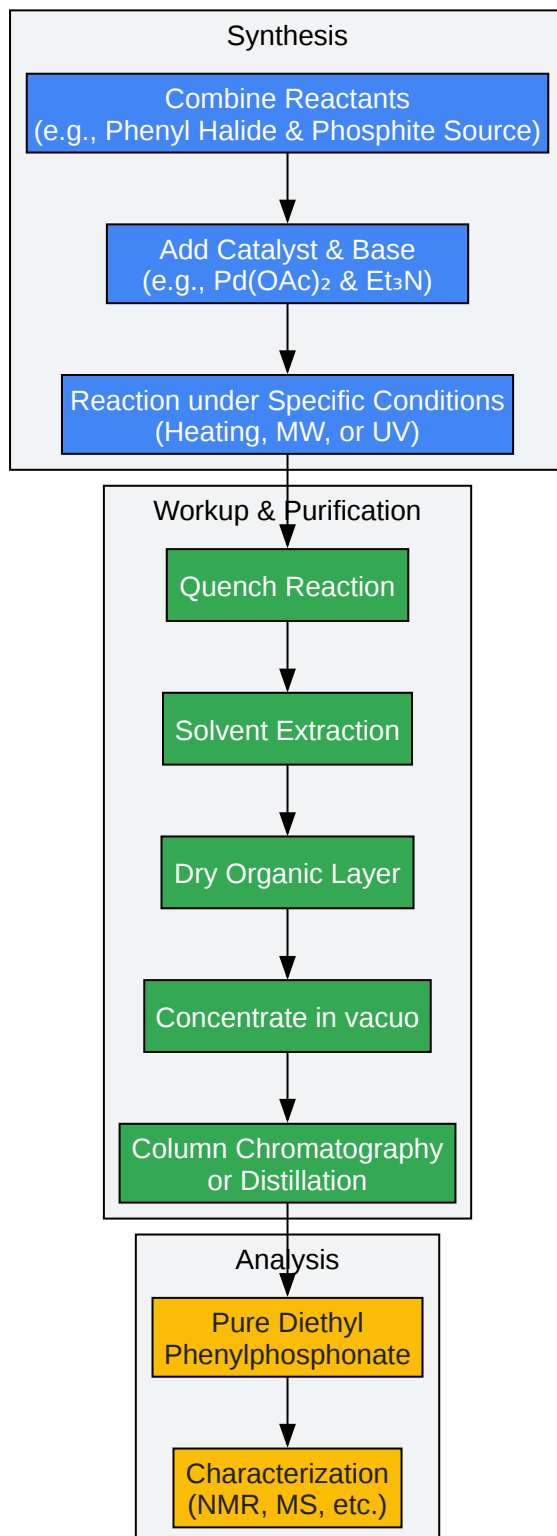 Synthesis
Combine Reactants
(e.g., Phenyl Halide & Phosphite Source)
Add Catalyst & Base
(e.g., Pd(OAc)₂ & Et₃N)
Reaction under Specific Conditions
(Heating, MW, or UV)
Workup & Purification
Quench Reaction
Solvent Extraction
Dry Organic Layer
Concentrate in vacuo
Column Chromatography
or Distillation
Analysis
Pure Diethyl
Phenylphosphonate
Characterization
(NMR, MS, etc.)